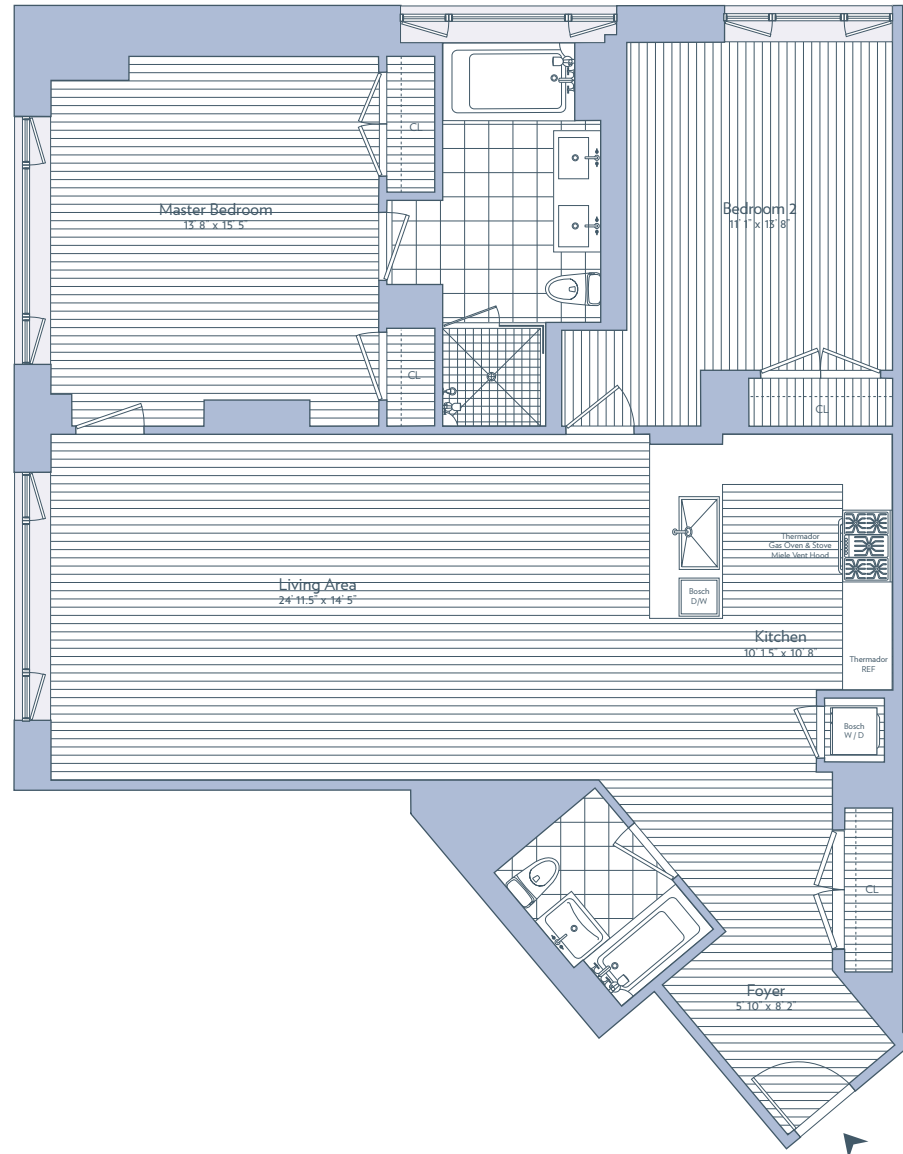 CL
Master Bedroom
13' 8" x 15' 5"
Bedroom 2
11' 1" x 13' 8"
CL
CL
Thermador
Gas Oven & Stove
Miele Vent Hood
Living Area
24' 11.5" x 14' 5"
Bosch
D/W
Kitchen
10' 1.5" x 10' 8"
Thermador
REF
Bosch
W / D
CL
Foyer
5' 10" x 8' 2"